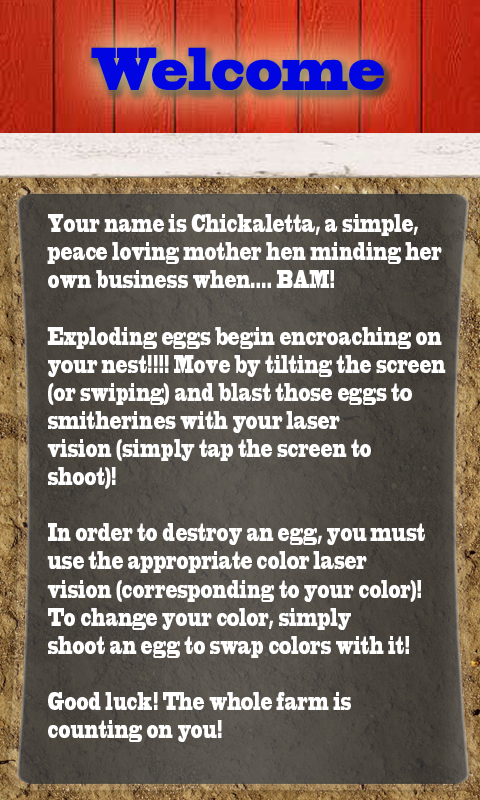 Welcome
Your name is Chickaletta, a simple,
peace loving mother hen minding her
own business when.... BAM!
Exploding eggs begin encroaching on
your nest!!!! Move by tilting the screen
(or swiping) and blast those eggs to
smitherines with your laser
vision (simply tap the screen to
shoot)!
In order to destroy an egg, you must
use the appropriate color laser
vision (corresponding to your color)!
To change your color, simply
shoot an egg to swap colors with it!
Good luck! The whole farm is
counting on you!